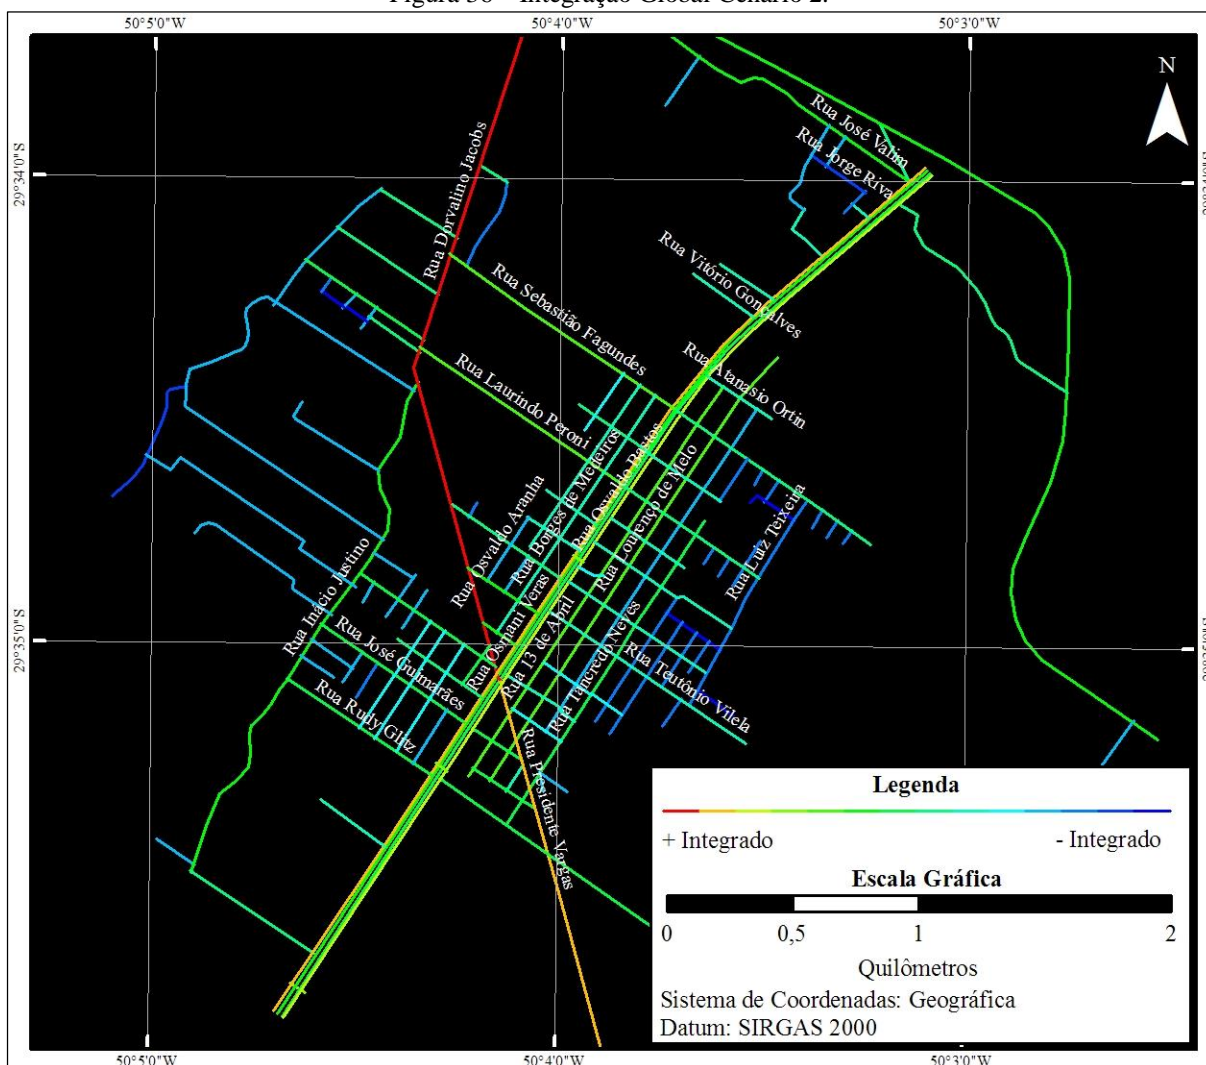 Figura 36 - Integração Global Cenário 2.
50°5'0"W
50°4'0"W
50°3'0"W
N
29°34'0"S
Rua José Valim
Rua Jorge Riva
Rua Dorvalino Jacobs
Rua Vitório Gonçalves
Rua Sebastião Fagundes
Rua Atanasio Ortin
Rua Laurindo Peroni
Rua Osvaldo Bastos
Rua Borges de Medeiros
Rua Osvaldo Aranha
Rua Lourenço de Melo
Rua Luiz Teixeira
Rua Inácio Justino
Rua Osmani Veras
Rua 13 de Abril
Rua Tancredo Neves
29°35'0"S
Rua José Guimarães
Rua Teutônio Vilela
Rua Rudy Glitz
Rua Presidente Vargas
Legenda
+ Integrado
- Integrado
Escala Gráfica
0
0,5
1
2
Quilômetros
Sistema de Coordenadas: Geográfica
Datum: SIRGAS 2000
50°5'0"W
50°4'0"W
50°3'0"W